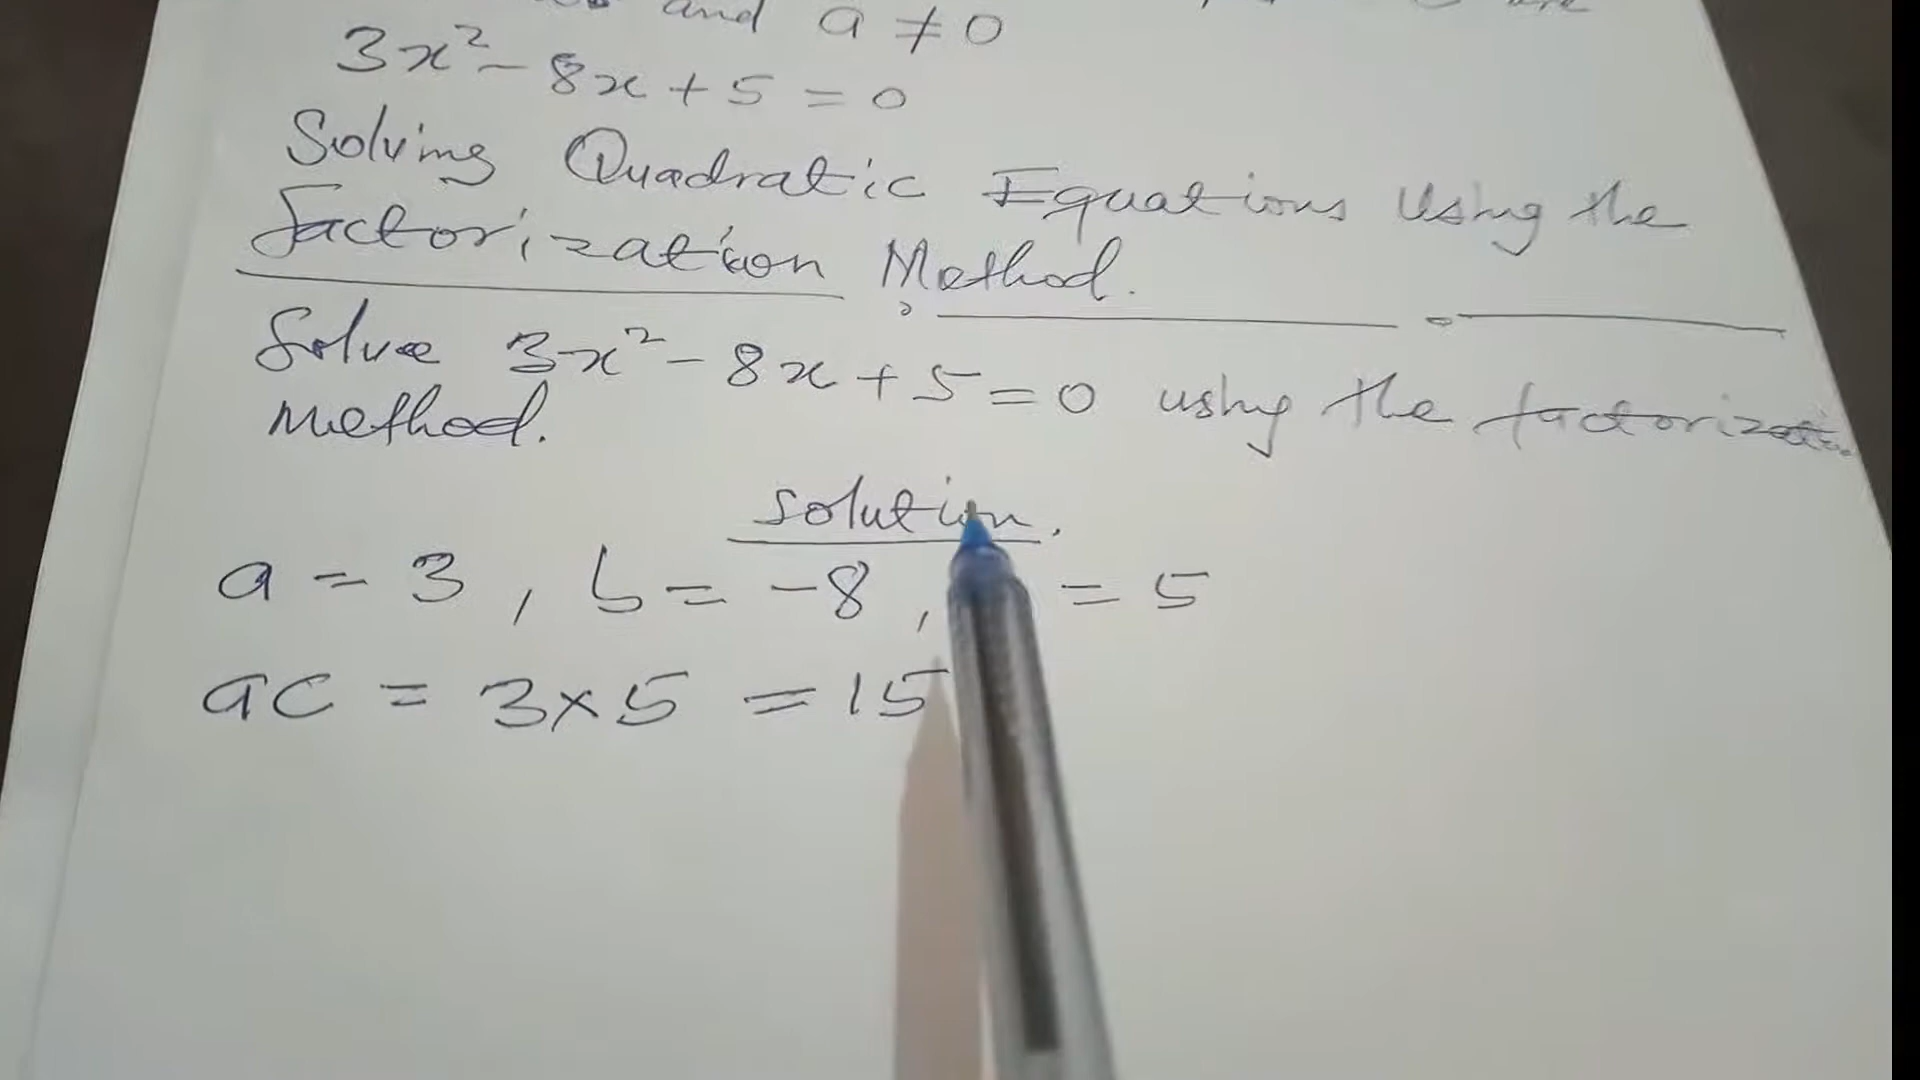 and a ≠ 0
3x² - 8x + 5 = 0
Solving Quadratic Equations Using the
Factorization Method.
Solve 3x² - 8x + 5 = 0 using the
method.
Solution.
a = 3 , b = -8 , = 5
ac = 3 x 5 = 15